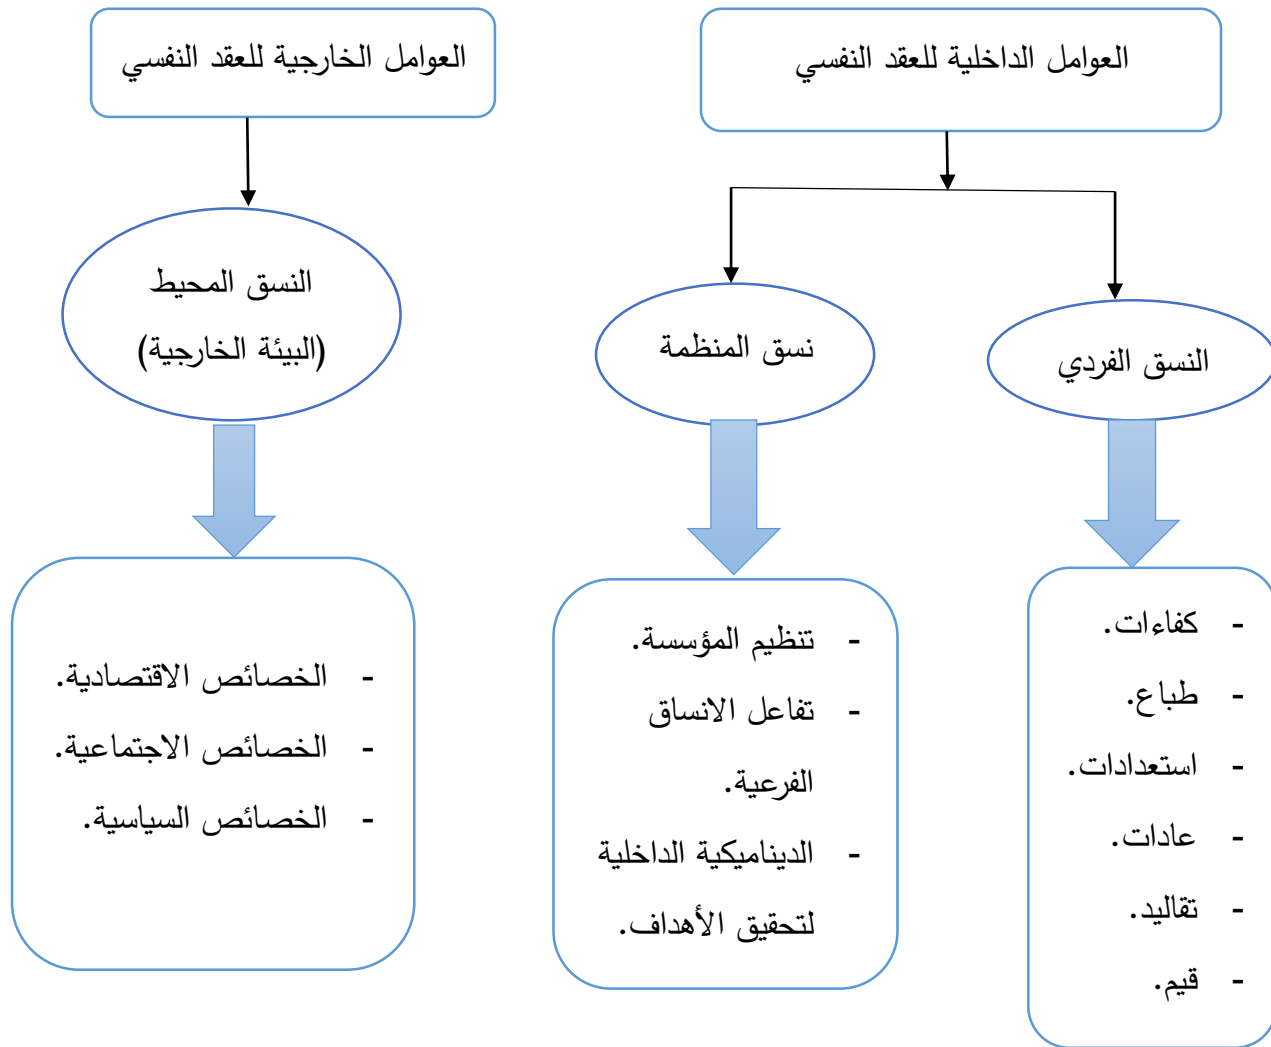 العوامل الداخلية للعقد النفسي
العوامل الخارجية للعقد النفسي
النسق الفردي
نسق المنظمة
النسق المحيط
(البيئة الخارجية)
- كفاءات.
- طباع.
- استعدادات.
- عادات.
- تقاليد.
- قيم.
- تنظيم المؤسسة.
- تفاعل الانساق
الفرعية.
- الديناميكية الداخلية
لتحقيق الأهداف.
- الخصائص الاقتصادية.
- الخصائص الاجتماعية.
- الخصائص السياسية.